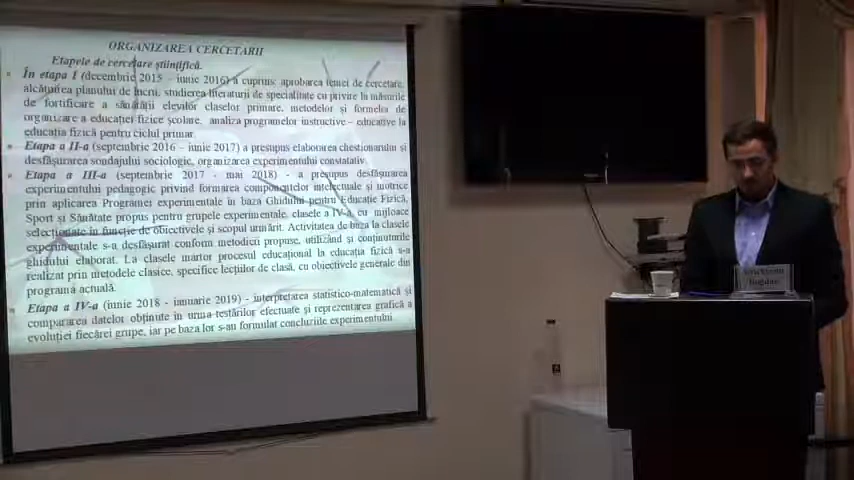 ORGANIZAREA CERCETĂRII
Etapele de cercetare științifică.
În etapa I (decembrie 2015 – iunie 2016) a cuprins: aprobarea temei de cercetare,
alcătuirea planului de lucru, studierea literaturii de specialitate cu privire la măsurile
de fortificare a sănătății elevilor claselor primare, metodelor și formelor de
organizare a educației fizice școlare, analiza programelor instructive – educative la
educația fizică pentru ciclul primar.
Etapa a II-a (septembrie 2016 – iunie 2017) a presupus elaborarea chestionarului și
desfășurarea sondajului sociologic, organizarea experimentului constatativ.
Etapa a III-a (septembrie 2017 - mai 2018) - a presupus desfășurarea
experimentului pedagogic privind formarea componentelor intelectuale și motrice
prin aplicarea Programei experimentale în baza Ghidului pentru Educație Fizică,
Sport și Sănătate propus pentru grupele experimentale, clasele a IV-a, cu mijloace
selecționate în funcție de obiectivele și scopul urmărit. Activitatea de baza la clasele
experimentale s-a desfășurat conform metodicii propuse, utilizând și conținuturile
ghidului elaborat. La clasele martor procesul educațional la educația fizică s-a
realizat prin metodele clasice, specifice lecțiilor de clasă, cu obiectivele generale din
programa actuală.
Etapa a IV-a (iunie 2018 - ianuarie 2019) - interpretarea statistico-matematică și
compararea datelor obținute în urma testărilor efectuate și reprezentarea grafică a
evoluției fiecărei grupe, iar pe baza lor s-au formulat concluziile experimentului.
Bogdan